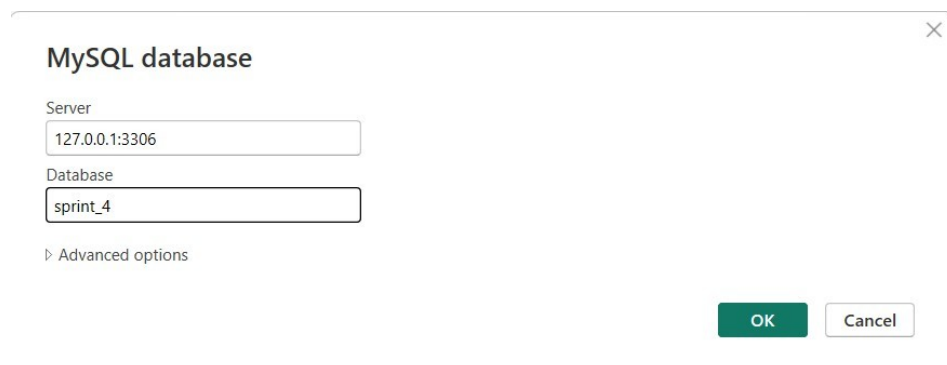 MySQL database
Server
127.0.0.1:3306
Database
sprint_4
Advanced options
OK
Cancel